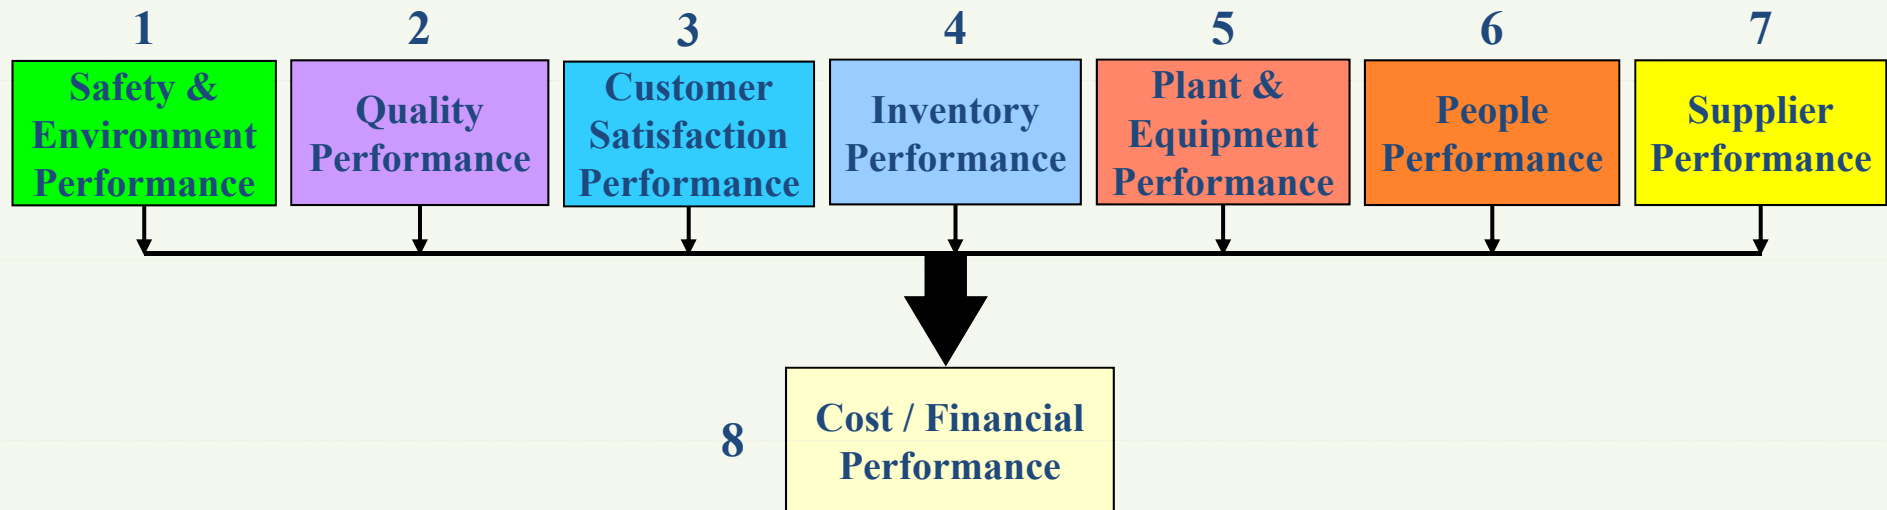 1
2
3
4
5
6
7
Safety &
Environment
Performance
Quality
Performance
Customer
Satisfaction
Performance
Inventory
Performance
Plant &
Equipment
Performance
People
Performance
Supplier
Performance
8
Cost / Financial
Performance